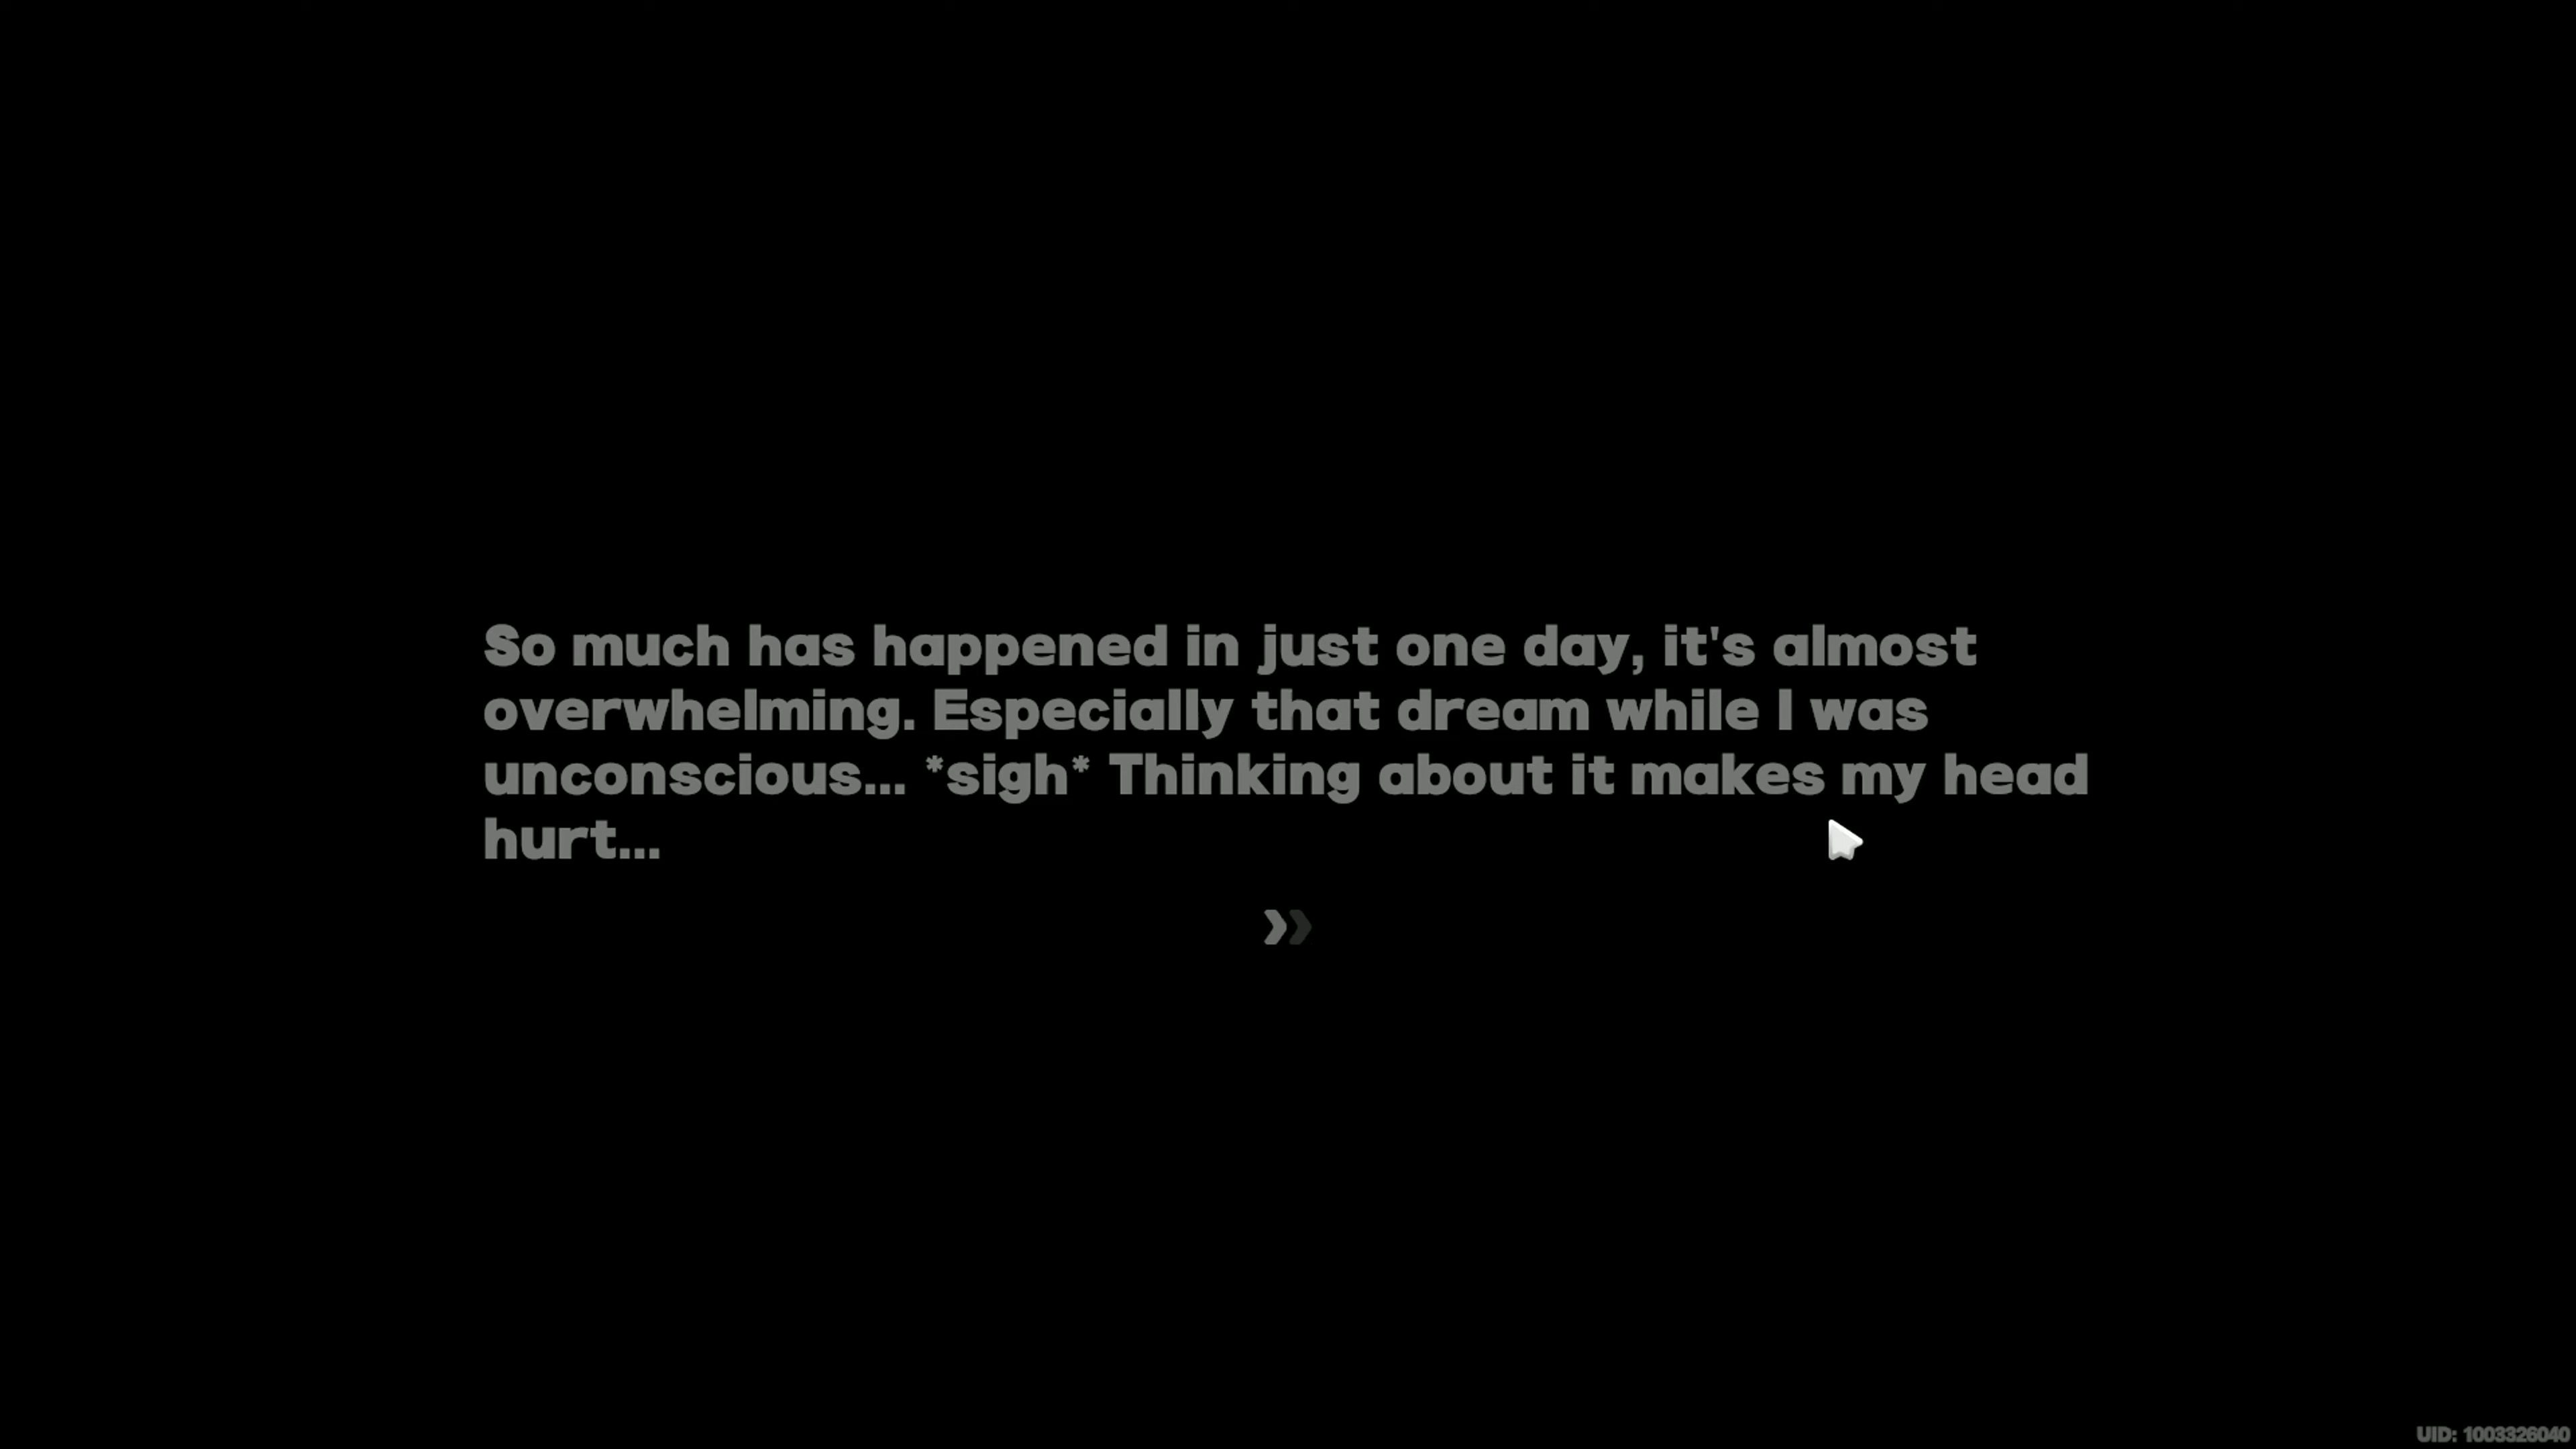 So much has happened in just one day, it's almost
overwhelming. Especially that dream while I was
unconscious... *sigh* Thinking about it makes my head
hurt...
UID: 1003326040